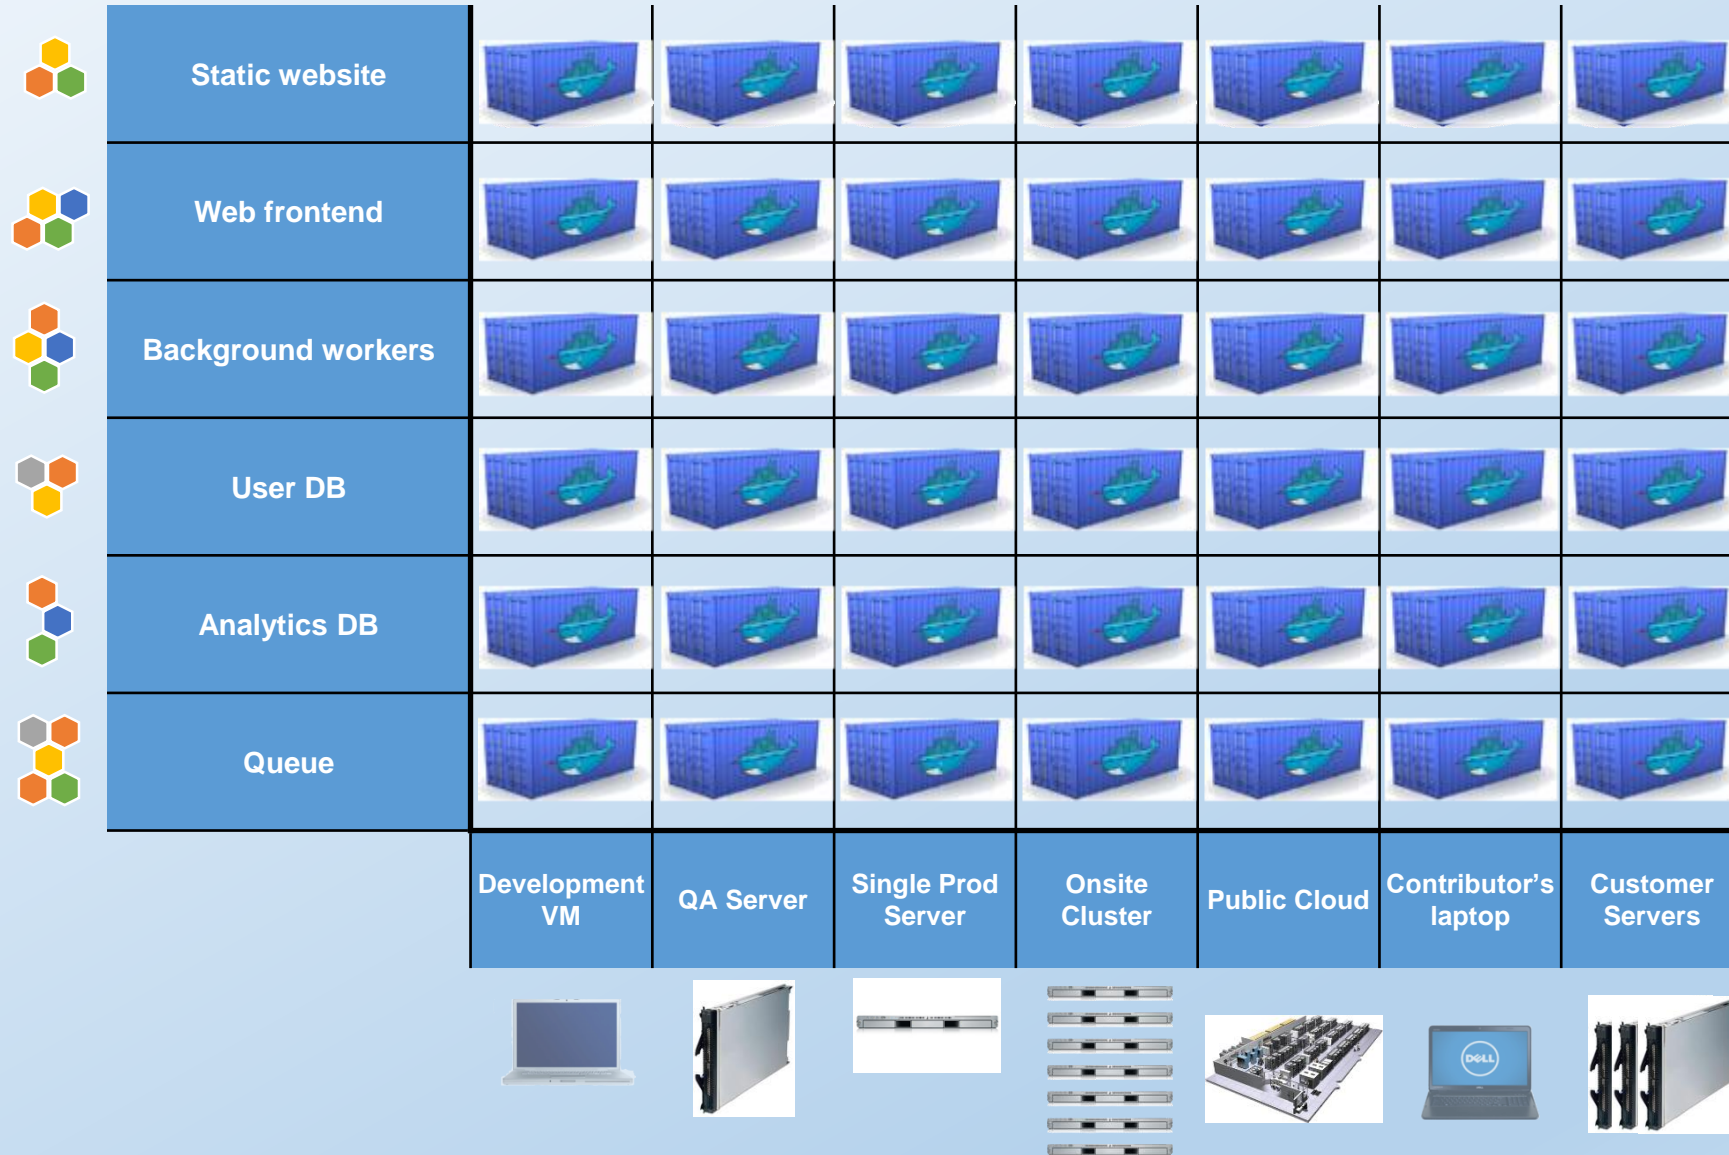 Static website
Web frontend
Background workers
User DB
Analytics DB
Queue
Development
VM
QA Server
Single Prod
Server
Onsite
Cluster
Public Cloud
Contributor’s
laptop
Customer
Servers
DELL